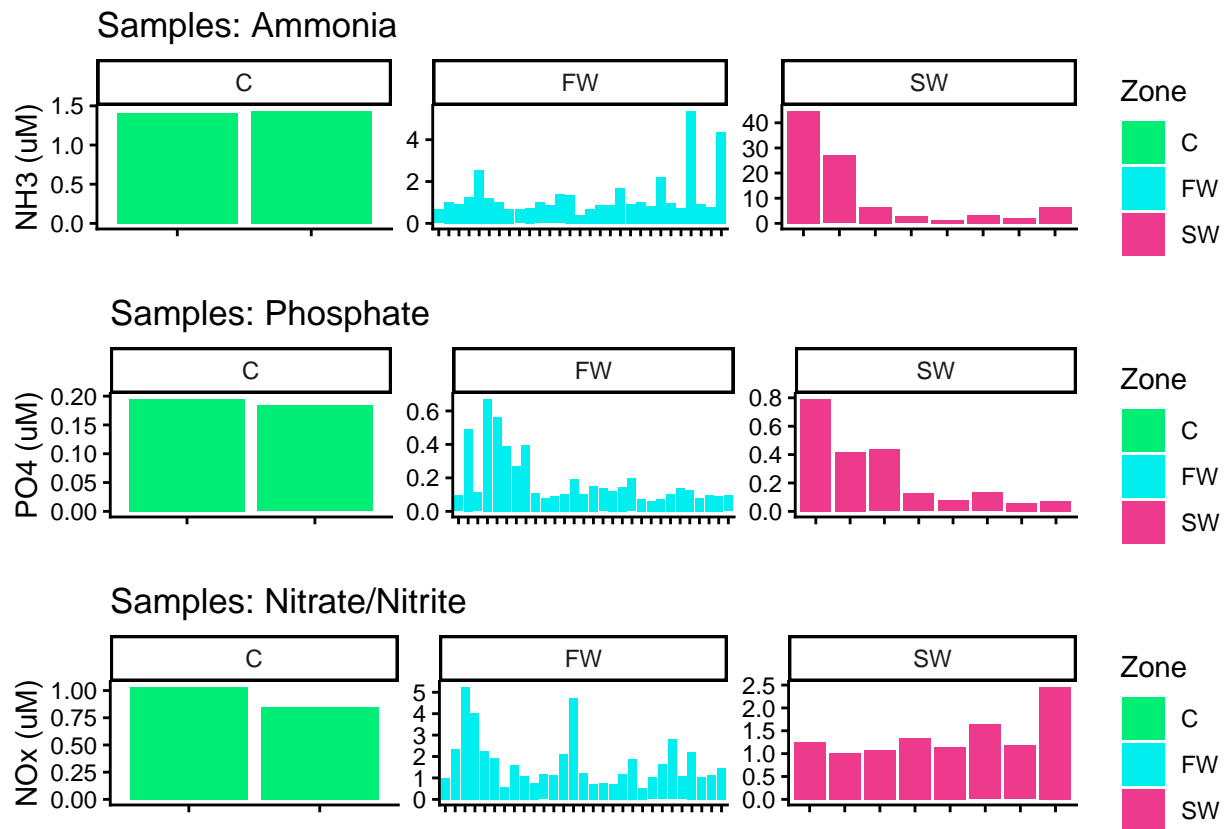 Samples: Ammonia
C
FW
SW
NH3 (uM)
1.5
1.0
0.5
0.0
4
2
0
40
30
20
10
0
Zone
C
FW
SW
Samples: Phosphate
C
FW
SW
PO4 (uM)
0.20
0.15
0.10
0.05
0.00
0.6
0.4
0.2
0.0
0.8
0.6
0.4
0.2
0.0
Zone
C
FW
SW
Samples: Nitrate/Nitrite
C
FW
SW
NOx (uM)
1.00
0.75
0.50
0.25
0.00
5
4
3
2
1
0
2.5
2.0
1.5
1.0
0.5
0.0
Zone
C
FW
SW